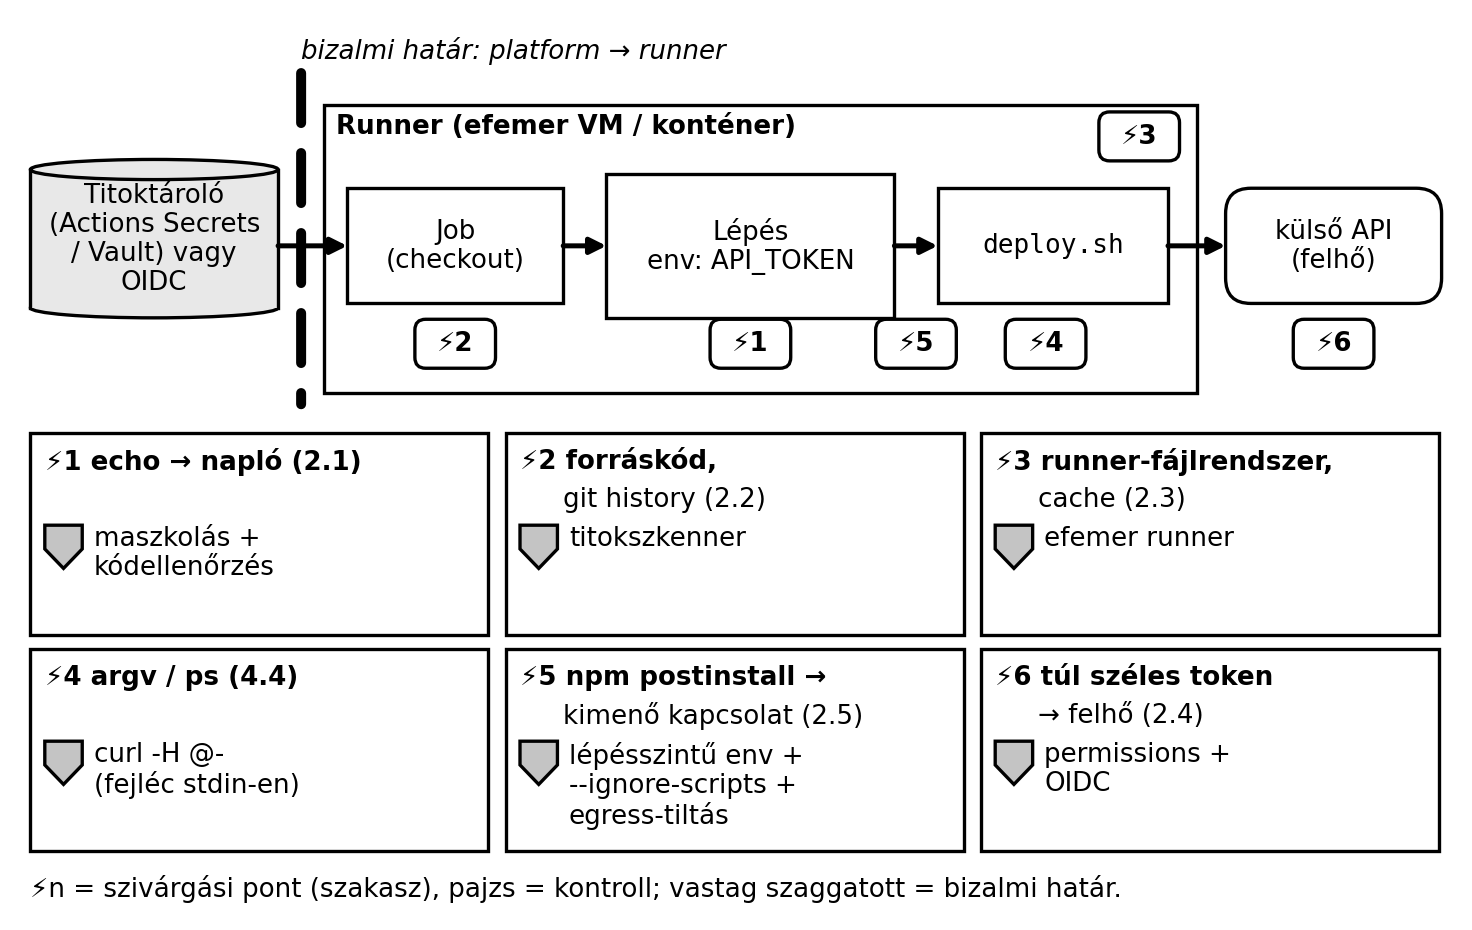 bizalmi határ: platform → runner
Runner (efemer VM / konténer)
⚡3
Titoktároló
(Actions Secrets
/ Vault) vagy
OIDC
Job
(checkout)
Lépés
env: API_TOKEN
deploy.sh
külső API
(felhő)
⚡2
⚡1
⚡5
⚡4
⚡6
⚡1 echo → napló (2.1)
maszkolás +
kódellenőrzés
⚡2 forráskód,
git history (2.2)
titokszkenner
⚡3 runner-fájlrendszer,
cache (2.3)
efemer runner
⚡4 argv / ps (4.4)
curl -H @-
(fejléc stdin-en)
⚡5 npm postinstall →
kimenő kapcsolat (2.5)
lépésszintű env +
--ignore-scripts +
egress-tiltás
⚡6 túl széles token
→ felhő (2.4)
permissions +
OIDC
⚡n = szivárgási pont (szakasz), pajzs = kontroll; vastag szaggatott = bizalmi határ.